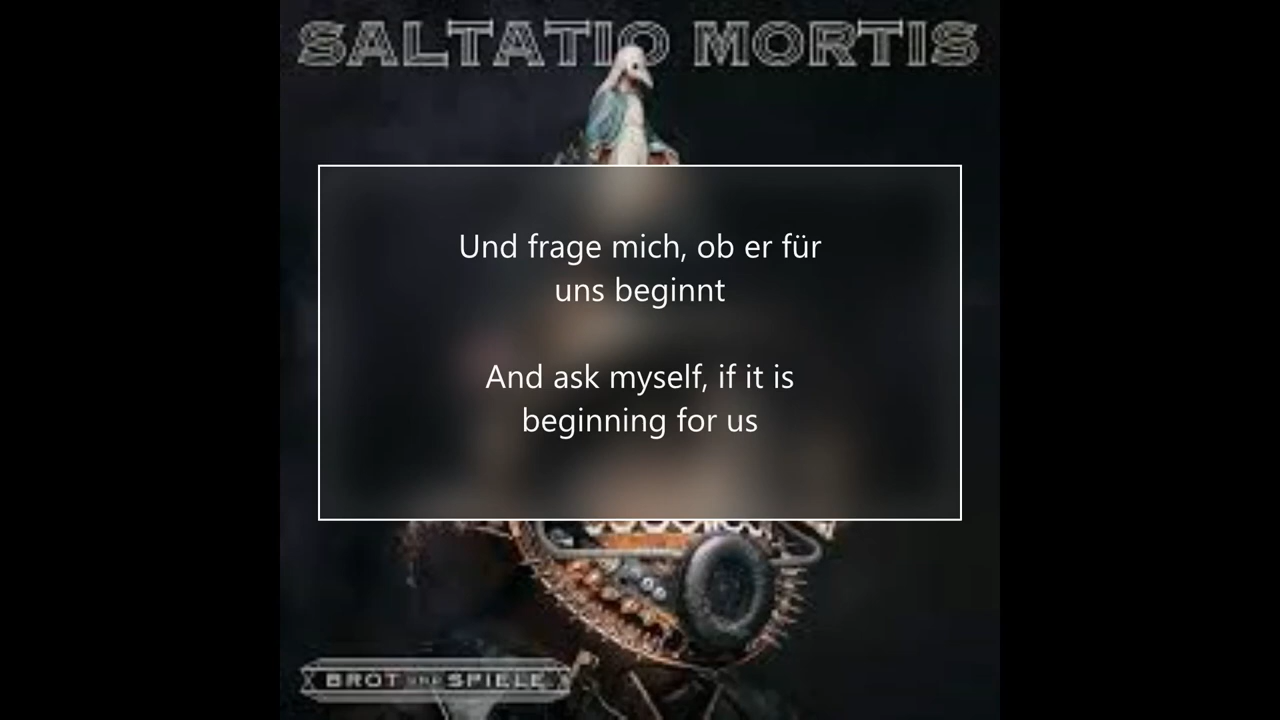 SALTATIO MORTIS
Und frage mich, ob er für
uns beginnt
And ask myself, if it is
beginning for us
BROT UND SPIELE